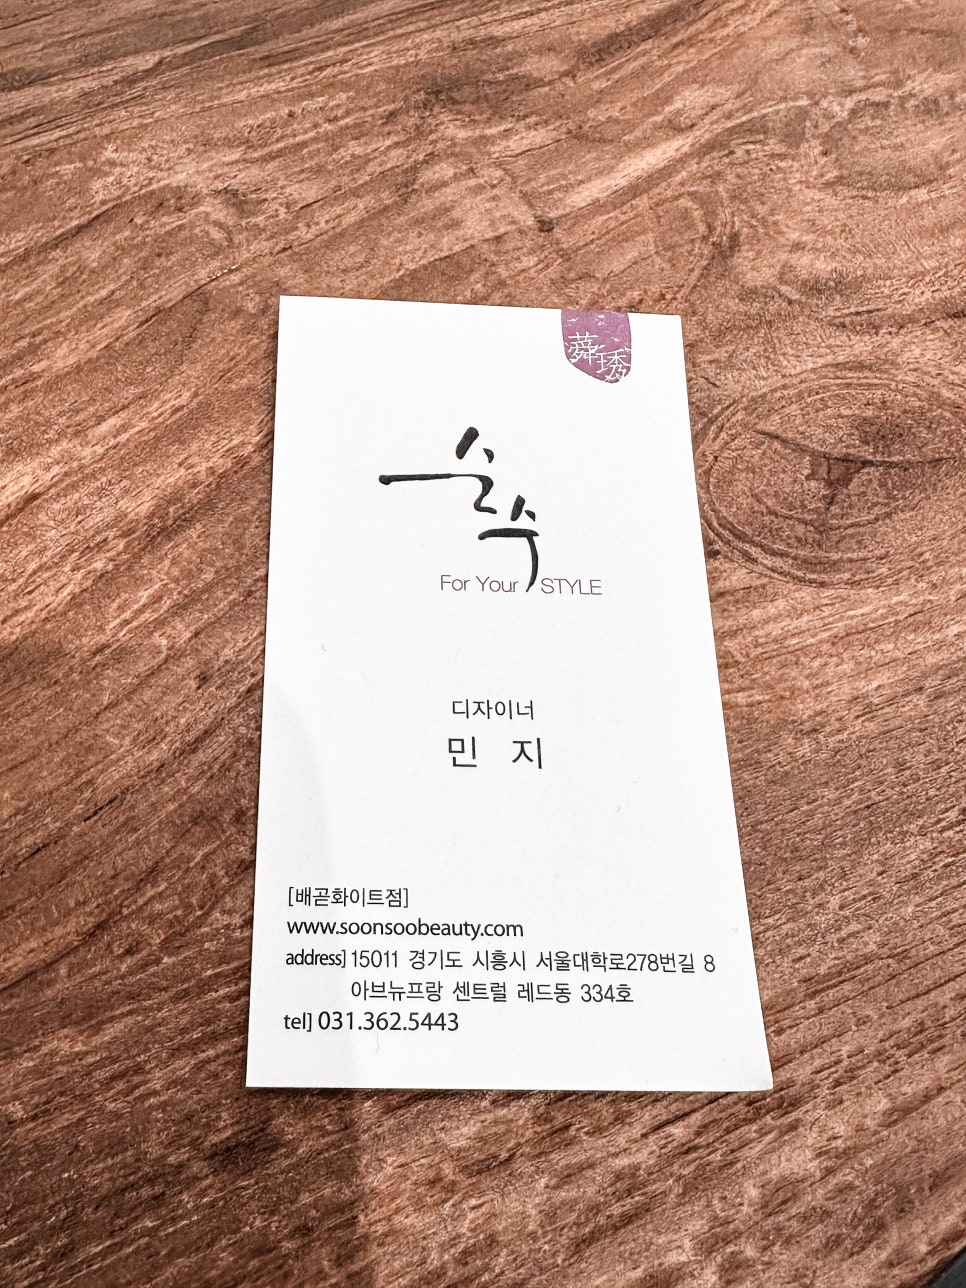 蕣琇
순수
For Your STYLE
디자이너
민 지
[배곧화이트점]
www.soonsoobeauty.com
address] 15011 경기도 시흥시 서울대학로278번길 8
아브뉴프랑 센트럴 레드동 334호
tel] 031.362.5443